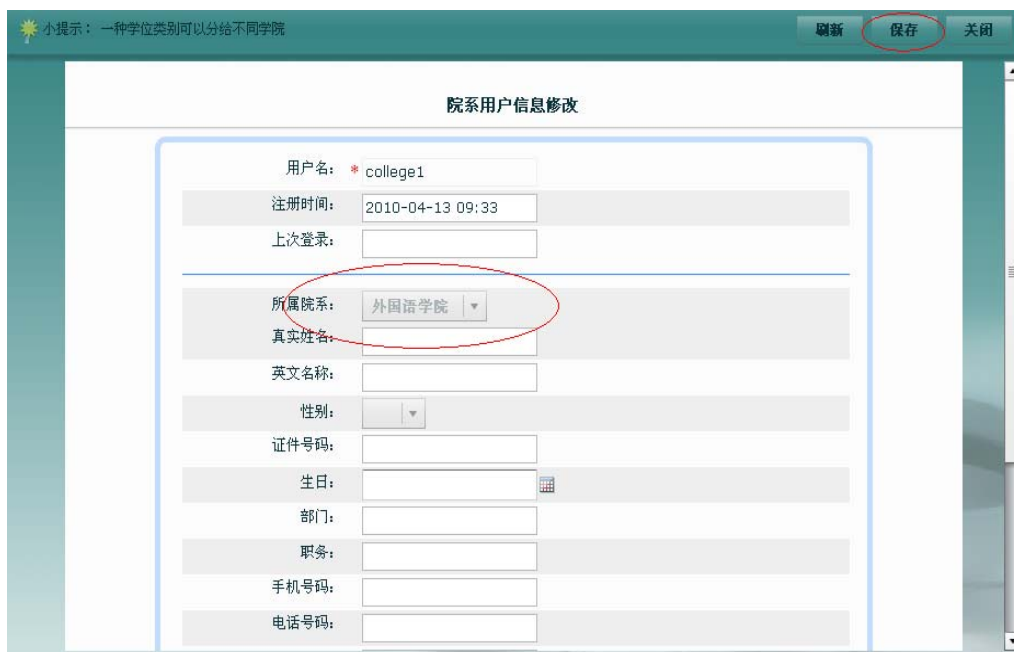 小提示： 一种学位类别可以分给不同学院
刷新 保存 关闭
院系用户信息修改
用户名： * college1
注册时间： 2010-04-13 09:33
上次登录：
所属院系： 外国语学院
真实姓名：
英文名称：
性别：
证件号码：
生日：
部门：
职务：
手机号码：
电话号码：